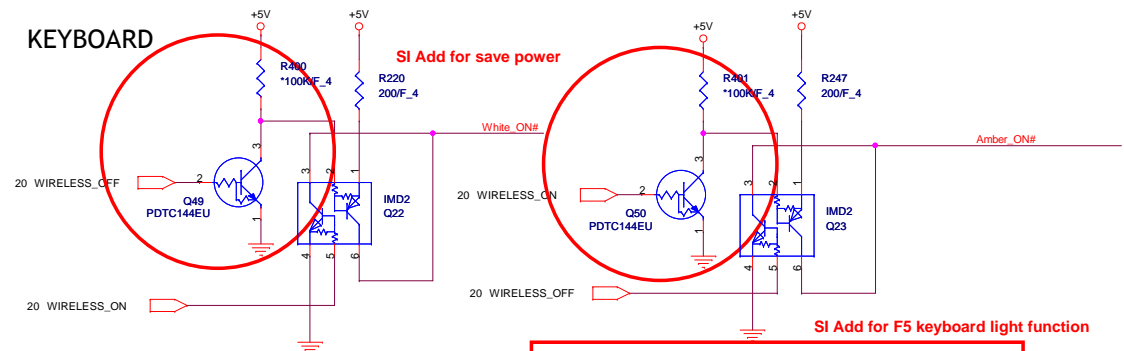 KEYBOARD
+5V
+5V
+5V
+5V
SI Add for save power
R400
*100K/F_4
R220
200/F_4
R401
*100K/F_4
R247
200/F_4
White_ON#
Amber_ON#
3
3
2
1
3
3
2
1
20 WIRELESS_OFF
2
Q49
PDTC144EU
1
IMD2
Q22
4
5
6
20 WIRELESS_ON
20 WIRELESS_ON
2
Q50
PDTC144EU
1
IMD2
Q23
4
5
6
20 WIRELESS_OFF
SI Add for F5 keyboard light function